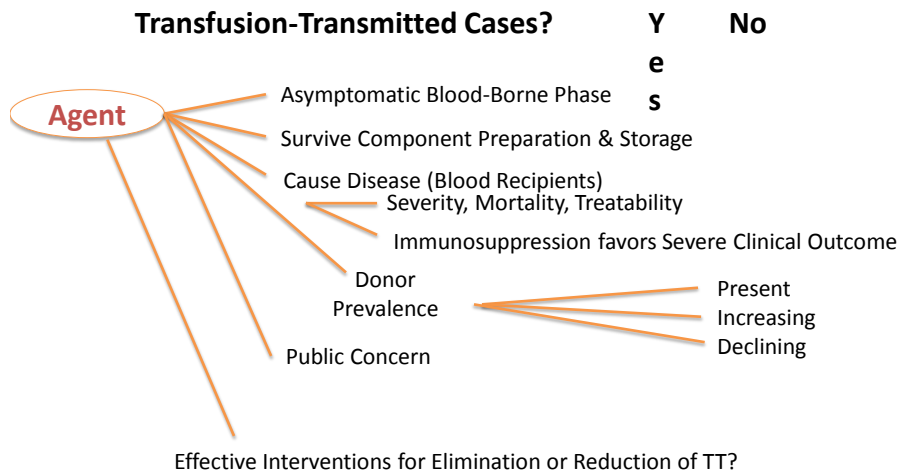 Transfusion-Transmitted Cases? Yes No
Agent
Asymptomatic Blood-Borne Phase
Survive Component Preparation & Storage
Cause Disease (Blood Recipients)
Severity, Mortality, Treatability
Immunosuppression favors Severe Clinical Outcome
Donor
Prevalence
Present
Increasing
Declining
Public Concern
Effective Interventions for Elimination or Reduction of TT?